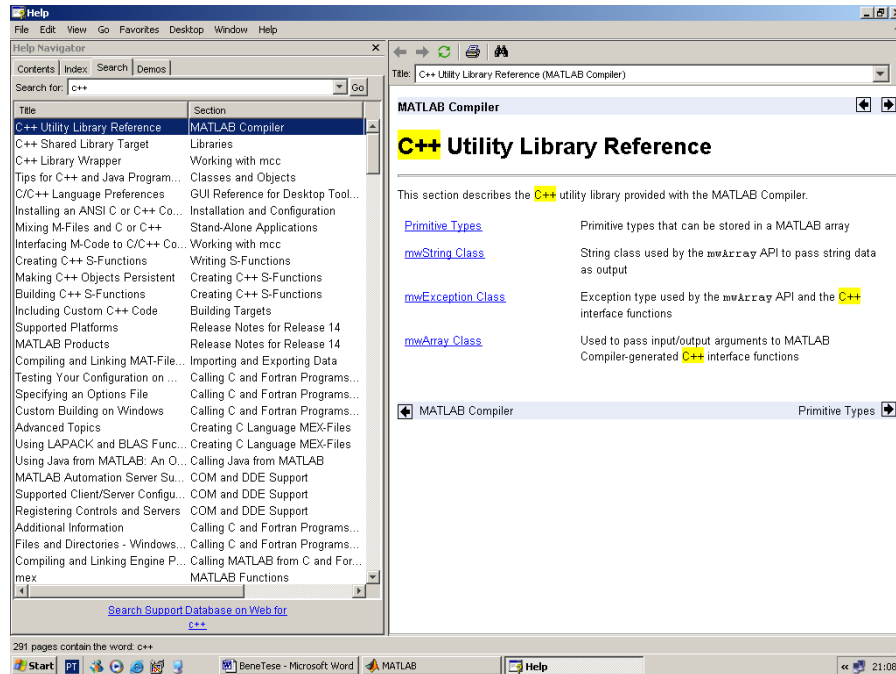 Help
File Edit View Go Favorites Desktop Window Help
Help Navigator
Contents Index Search Demos
Search for: c++ Go
Title Section
C++ Utility Library Reference MATLAB Compiler
C++ Shared Library Target Libraries
C++ Library Wrapper Working with mcc
Tips for C++ and Java Program... Classes and Objects
C/C++ Language Preferences GUI Reference for Desktop Tool...
Installing an ANSI C or C++ Co... Installation and Configuration
Mixing M-Files and C or C++ Stand-Alone Applications
Interfacing M-Code to C/C++ Co... Working with mcc
Creating C++ S-Functions Writing S-Functions
Making C++ Objects Persistent Creating C++ S-Functions
Building C++ S-Functions Creating C++ S-Functions
Including Custom C++ Code Building Targets
Supported Platforms Release Notes for Release 14
MATLAB Products Release Notes for Release 14
Compiling and Linking MAT-File... Importing and Exporting Data
Testing Your Configuration on ... Calling C and Fortran Programs...
Specifying an Options File Calling C and Fortran Programs...
Custom Building on Windows Calling C and Fortran Programs...
Advanced Topics Creating C Language MEX-Files
Using LAPACK and BLAS Func... Creating C Language MEX-Files
Using Java from MATLAB: An O... Calling Java from MATLAB
MATLAB Automation Server Su... COM and DDE Support
Supported Client/Server Configu... COM and DDE Support
Registering Controls and Servers COM and DDE Support
Additional Information Calling C and Fortran Programs...
Files and Directories - Windows... Calling C and Fortran Programs...
Compiling and Linking Engine P... Calling MATLAB from C and For...
mex MATLAB Functions
Search Support Database on Web for
c++
Title: C++ Utility Library Reference (MATLAB Compiler)
MATLAB Compiler
C++ Utility Library Reference
This section describes the C++ utility library provided with the MATLAB Compiler.
Primitive Types Primitive types that can be stored in a MATLAB array
mwString Class String class used by the mwArray API to pass string data
as output
mwException Class Exception type used by the mwArray API and the C++
interface functions
mwArray Class Used to pass input/output arguments to MATLAB
Compiler-generated C++ interface functions
MATLAB Compiler Primitive Types
291 pages contain the word: c++
Start PT BeneTese - Microsoft Word MATLAB Help « 21:08